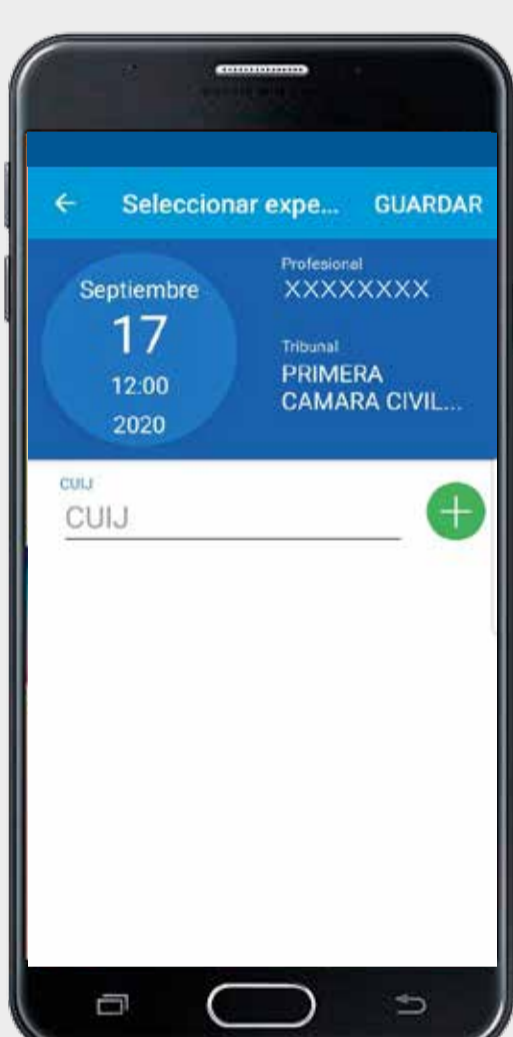 Seleccionar expe... GUARDAR
Septiembre
17
12:00
2020
Profesional
XXXXXXXX
Tribunal
PRIMERA
CAMARA CIVIL...
CUIJ
CUIJ